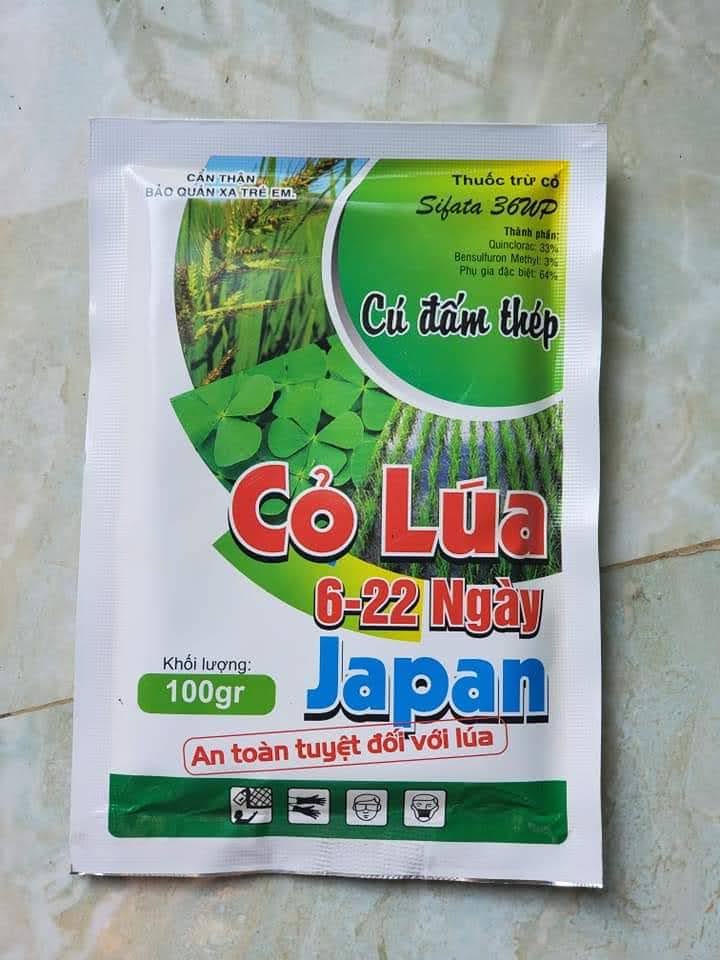 CẨN THẬN
BẢO QUẢN XA TRẺ EM.
Thuốc trừ cỏ
Sifata 36WP
Thành phần:
Quinclorac: 33%
Bensulfuron Methyl: 3%
Phụ gia đặc biệt: 64%
Cú đấm thép
Cỏ Lúa
6-22 Ngày
Japan
Khối lượng:
100gr
An toàn tuyệt đối với lúa